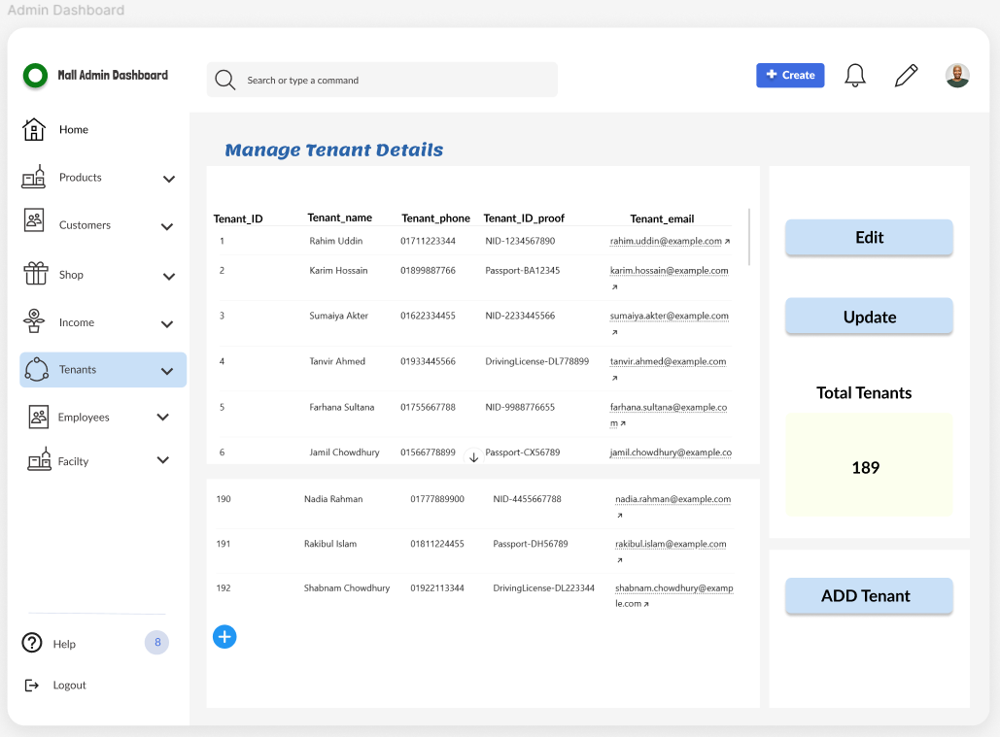 Admin Dashboard
Mall Admin Dashboard
Search or type a command
Create
Home
Products
Customers
Shop
Income
Tenants
Employees
Facilty
Help 8
Logout
Manage Tenant Details
Tenant_ID Tenant_name Tenant_phone Tenant_ID_proof Tenant_email
1 Rahim Uddin 01711223344 NID-1234567890 rahim.uddin@example.com
2 Karim Hossain 01899887766 Passport-BA12345 karim.hossain@example.com
3 Sumaiya Akter 01622334455 NID-2233445566 sumaiya.akter@example.com
4 Tanvir Ahmed 01933445566 DrivingLicense-DL778899 tanvir.ahmed@example.com
5 Farhana Sultana 01755667788 NID-9988776655 farhana.sultana@example.co
m
6 Jamil Chowdhury 01566778899 Passport-CX56789 jamil.chowdhury@example.co
190 Nadia Rahman 01777889900 NID-4455667788 nadia.rahman@example.com
191 Rakibul Islam 01811224455 Passport-DH56789 rakibul.islam@example.com
192 Shabnam Chowdhury 01922113344 DrivingLicense-DL223344 shabnam.chowdhury@examp
le.com
Edit
Update
Total Tenants
189
ADD Tenant